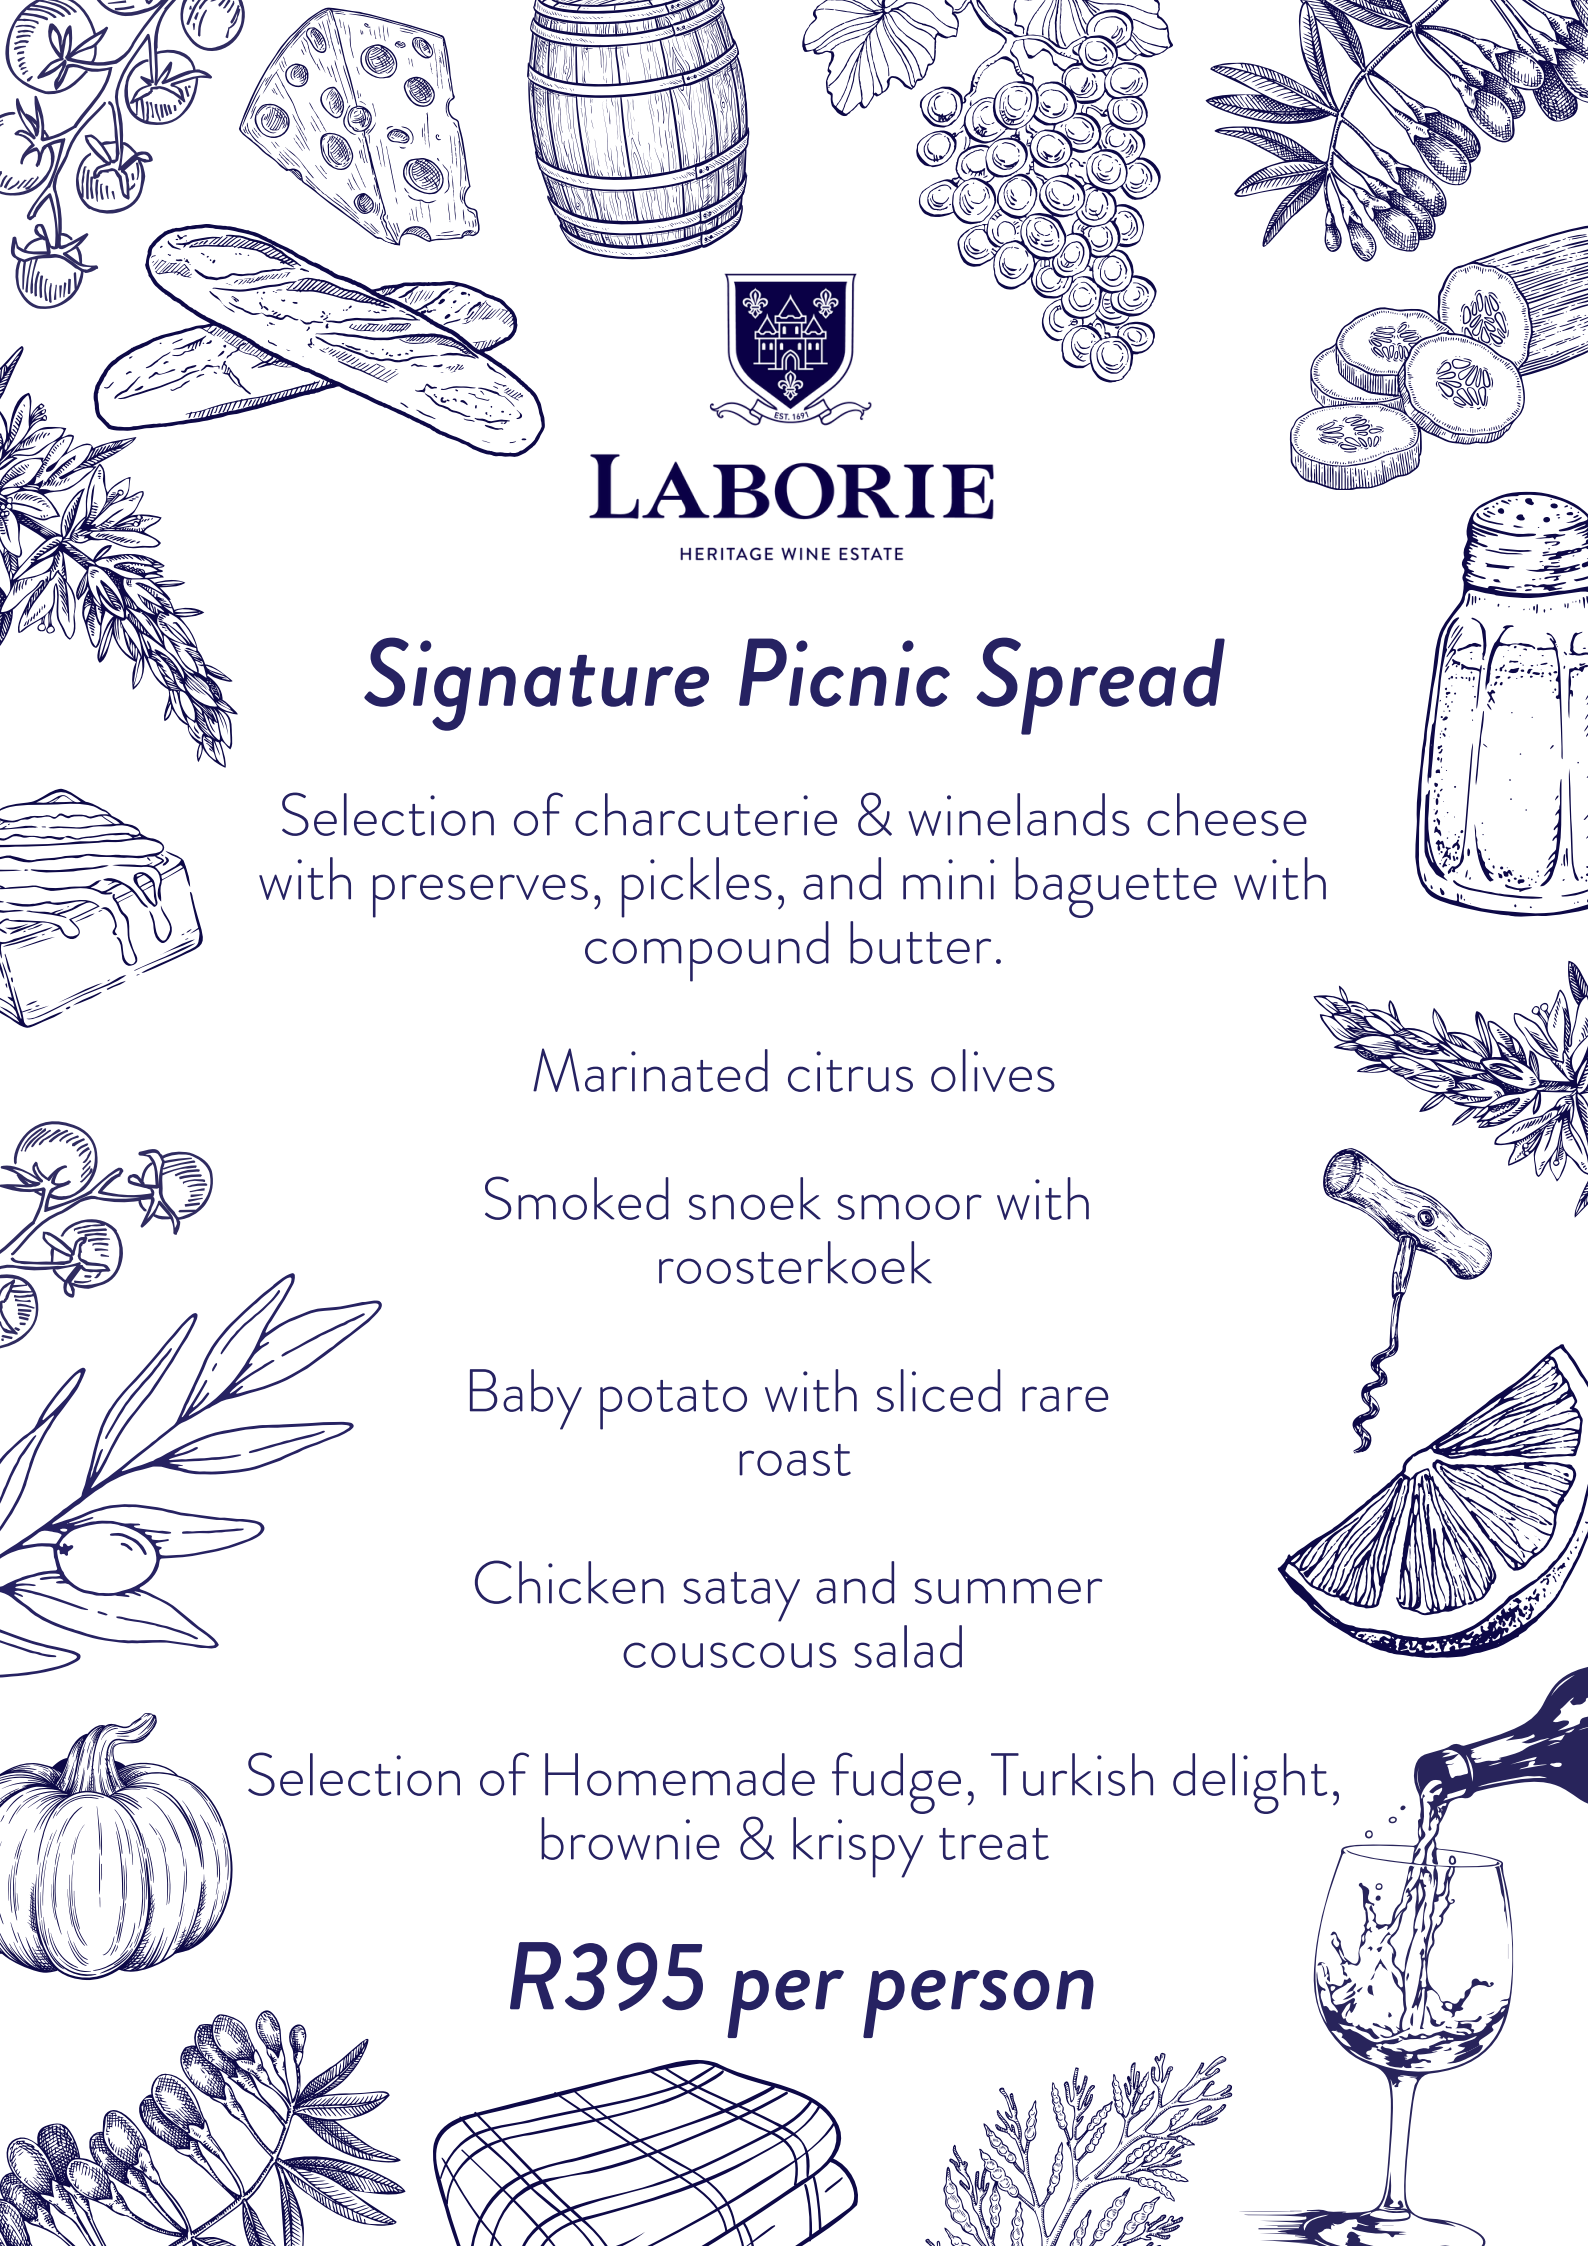 EST. 1691
LABORIE
HERITAGE WINE ESTATE
Signature Picnic Spread
Selection of charcuterie & winelands cheese
with preserves, pickles, and mini baguette with
compound butter.
Marinated citrus olives
Smoked snoek smoor with
roosterkoek
Baby potato with sliced rare
roast
Chicken satay and summer
couscous salad
Selection of Homemade fudge, Turkish delight,
brownie & krispy treat
R395 per person